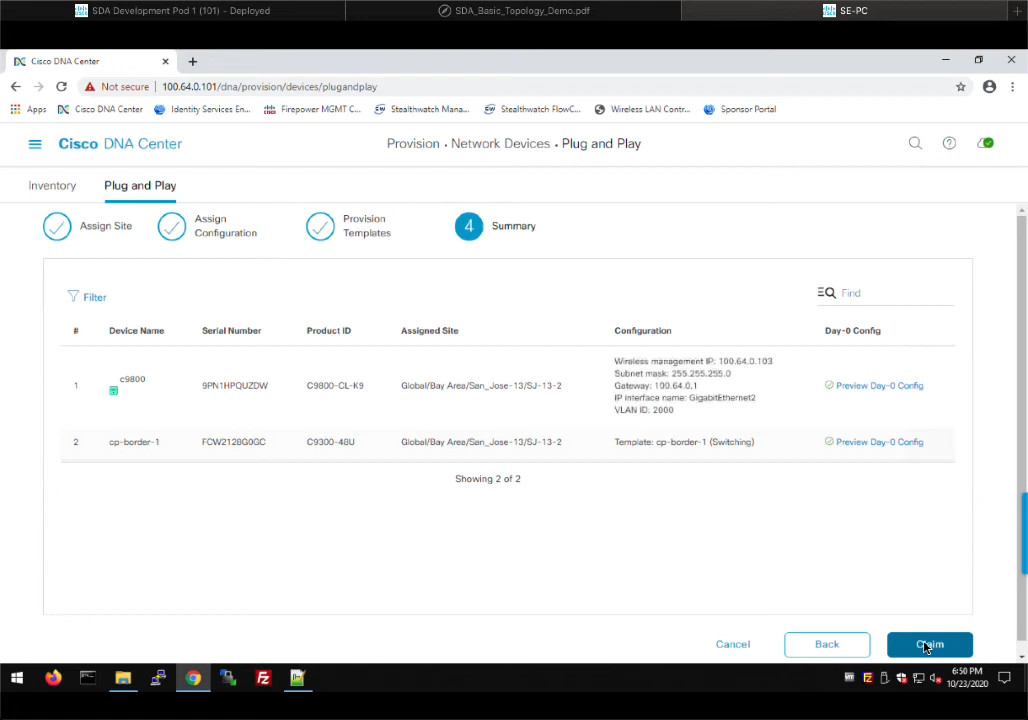 SDA Development Pod 1 (101) - Deployed
SDA_Basic_Topology_Demo.pdf
SE-PC
Cisco DNA Center
Not secure | 100.64.0.101/dna/provision/devices/plugandplay
Apps Cisco DNA Center Identity Services En... Firepower MGMT C... Stealthwatch Mana... Stealthwatch FlowC... Wireless LAN Contr... Sponsor Portal
Cisco DNA Center
Provision · Network Devices · Plug and Play
Inventory Plug and Play
Assign Site
Assign Configuration
Provision Templates
4 Summary
Filter
Find
# Device Name Serial Number Product ID Assigned Site Configuration Day-0 Config
1 c9800 9PN1HPQUZDW C9800-CL-K9 Global/Bay Area/San_Jose-13/SJ-13-2
Wireless management IP: 100.64.0.103
Subnet mask: 255.255.255.0
Gateway: 100.64.0.1
IP interface name: GigabitEthernet2
VLAN ID: 2000
Preview Day-0 Config
2 cp-border-1 FCW2128G0GC C9300-48U Global/Bay Area/San_Jose-13/SJ-13-2 Template: cp-border-1 (Switching) Preview Day-0 Config
Showing 2 of 2
Cancel Back Claim
6:50 PM
10/23/2020